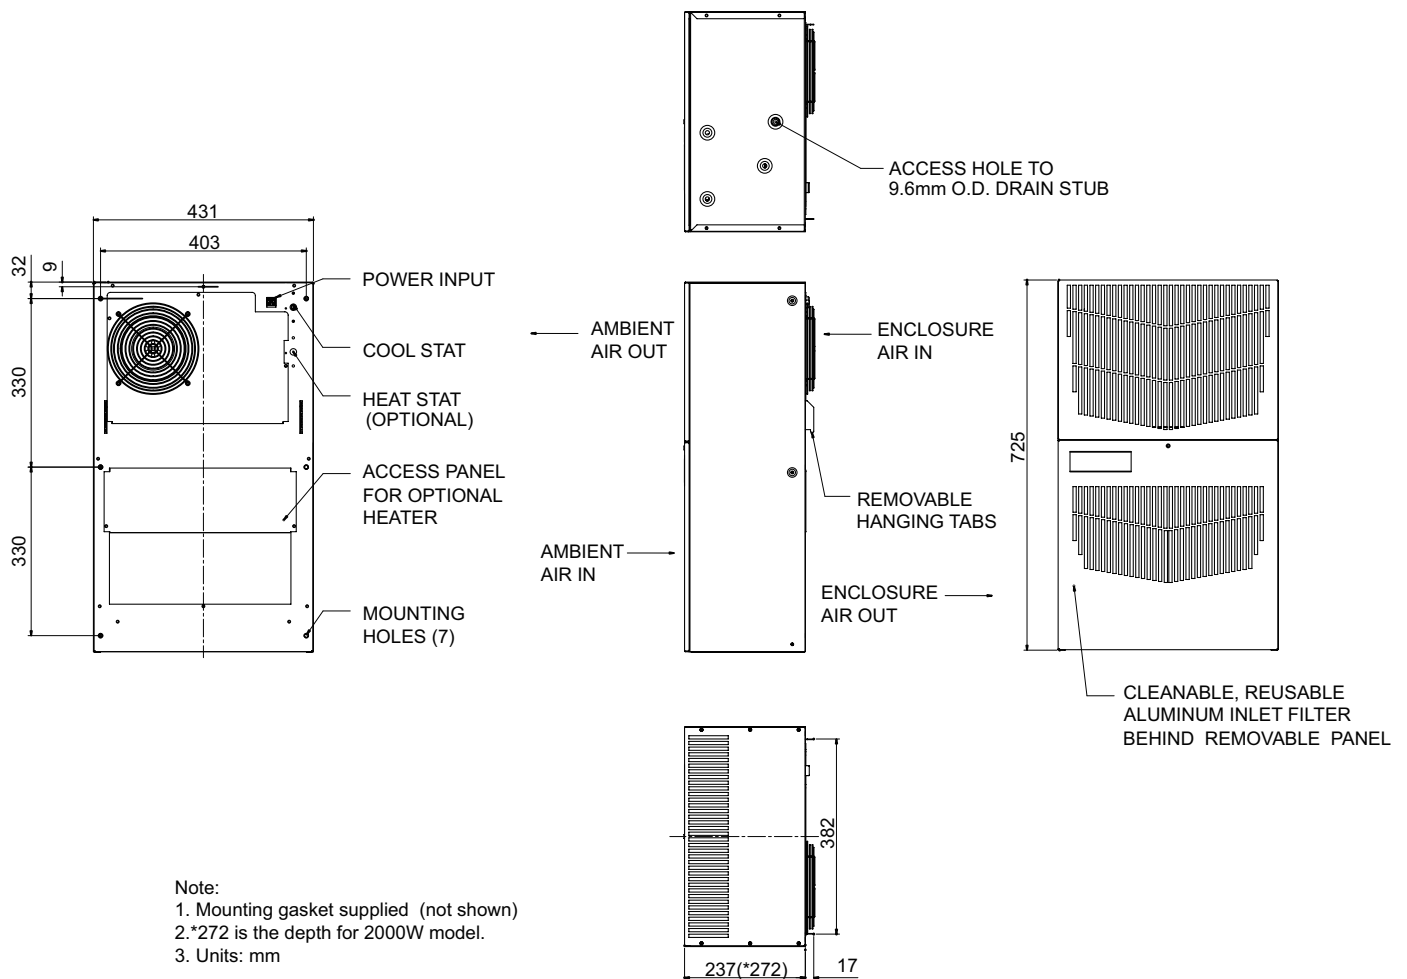 ACCESS HOLE TO
9.6mm O.D. DRAIN STUB
431
403
32
9
330
330
POWER INPUT
COOL STAT
HEAT STAT
(OPTIONAL)
ACCESS PANEL
FOR OPTIONAL
HEATER
MOUNTING
HOLES (7)
AMBIENT
AIR OUT
ENCLOSURE
AIR IN
REMOVABLE
HANGING TABS
AMBIENT
AIR IN
ENCLOSURE
AIR OUT
725
CLEANABLE, REUSABLE
ALUMINUM INLET FILTER
BEHIND REMOVABLE PANEL
382
237(*272)
17
Note:
1. Mounting gasket supplied (not shown)
2.*272 is the depth for 2000W model.
3. Units: mm